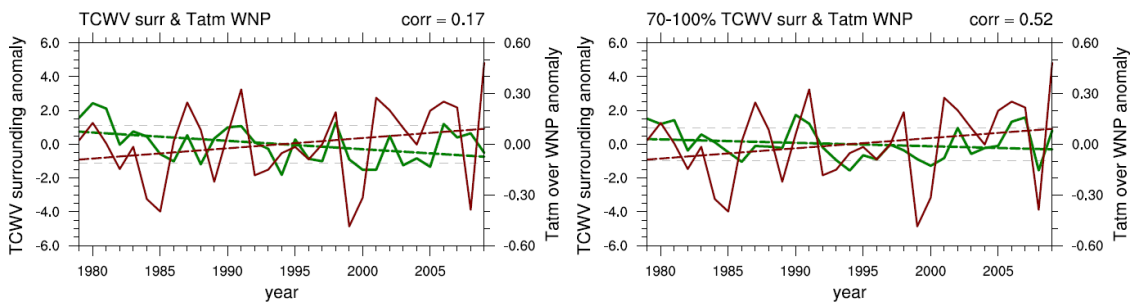 TCWV surr & Tatm WNP corr = 0.17
6.0 0.60
4.0
2.0 0.30
0.0 0.00
-2.0
-4.0 -0.30
-6.0 -0.60
TCWV surrounding anomaly
Tatm over WNP anomaly
1980 1985 1990 1995 2000 2005
year
70-100% TCWV surr & Tatm WNP corr = 0.52
6.0 0.60
4.0
2.0 0.30
0.0 0.00
-2.0
-4.0 -0.30
-6.0 -0.60
TCWV surrounding anomaly
Tatm over WNP anomaly
1980 1985 1990 1995 2000 2005
year